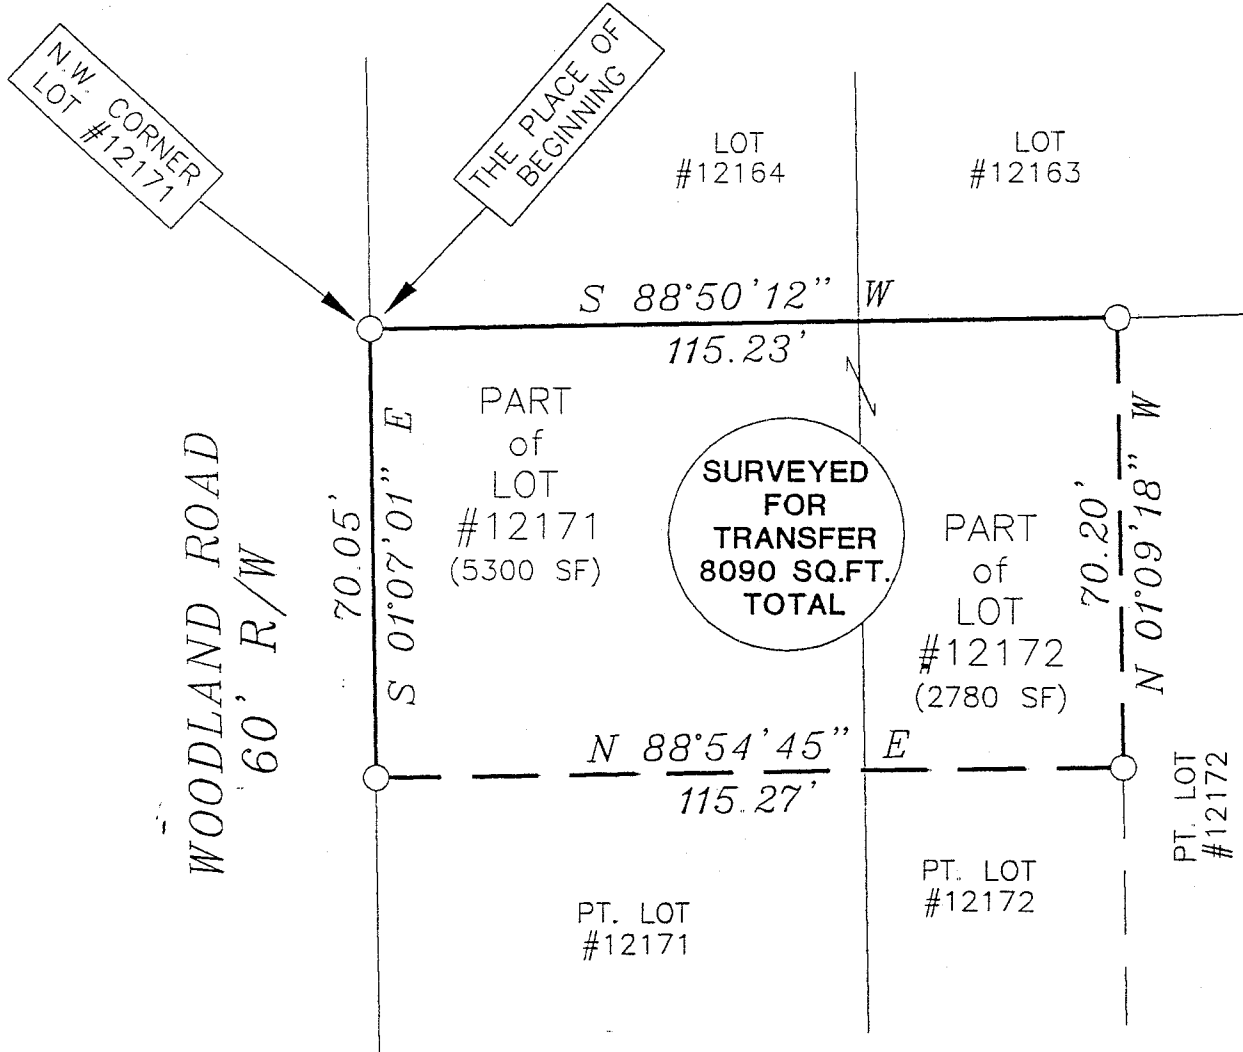 N.W. CORNER
LOT #12171
THE PLACE OF
BEGINNING
LOT
#12164
LOT
#12163
S 88°50'12" W
115.23'
WOODLAND ROAD
60' R/W
70.05'
S 01°07'01" E
PART
of
LOT
#12171
(5300 SF)
SURVEYED
FOR
TRANSFER
8090 SQ.FT.
TOTAL
PART
of
LOT
#12172
(2780 SF)
70.20'
N 01°09'18" W
N 88°54'45" E
115.27'
PT. LOT
#12171
PT. LOT
#12172
PT. LOT
#12172